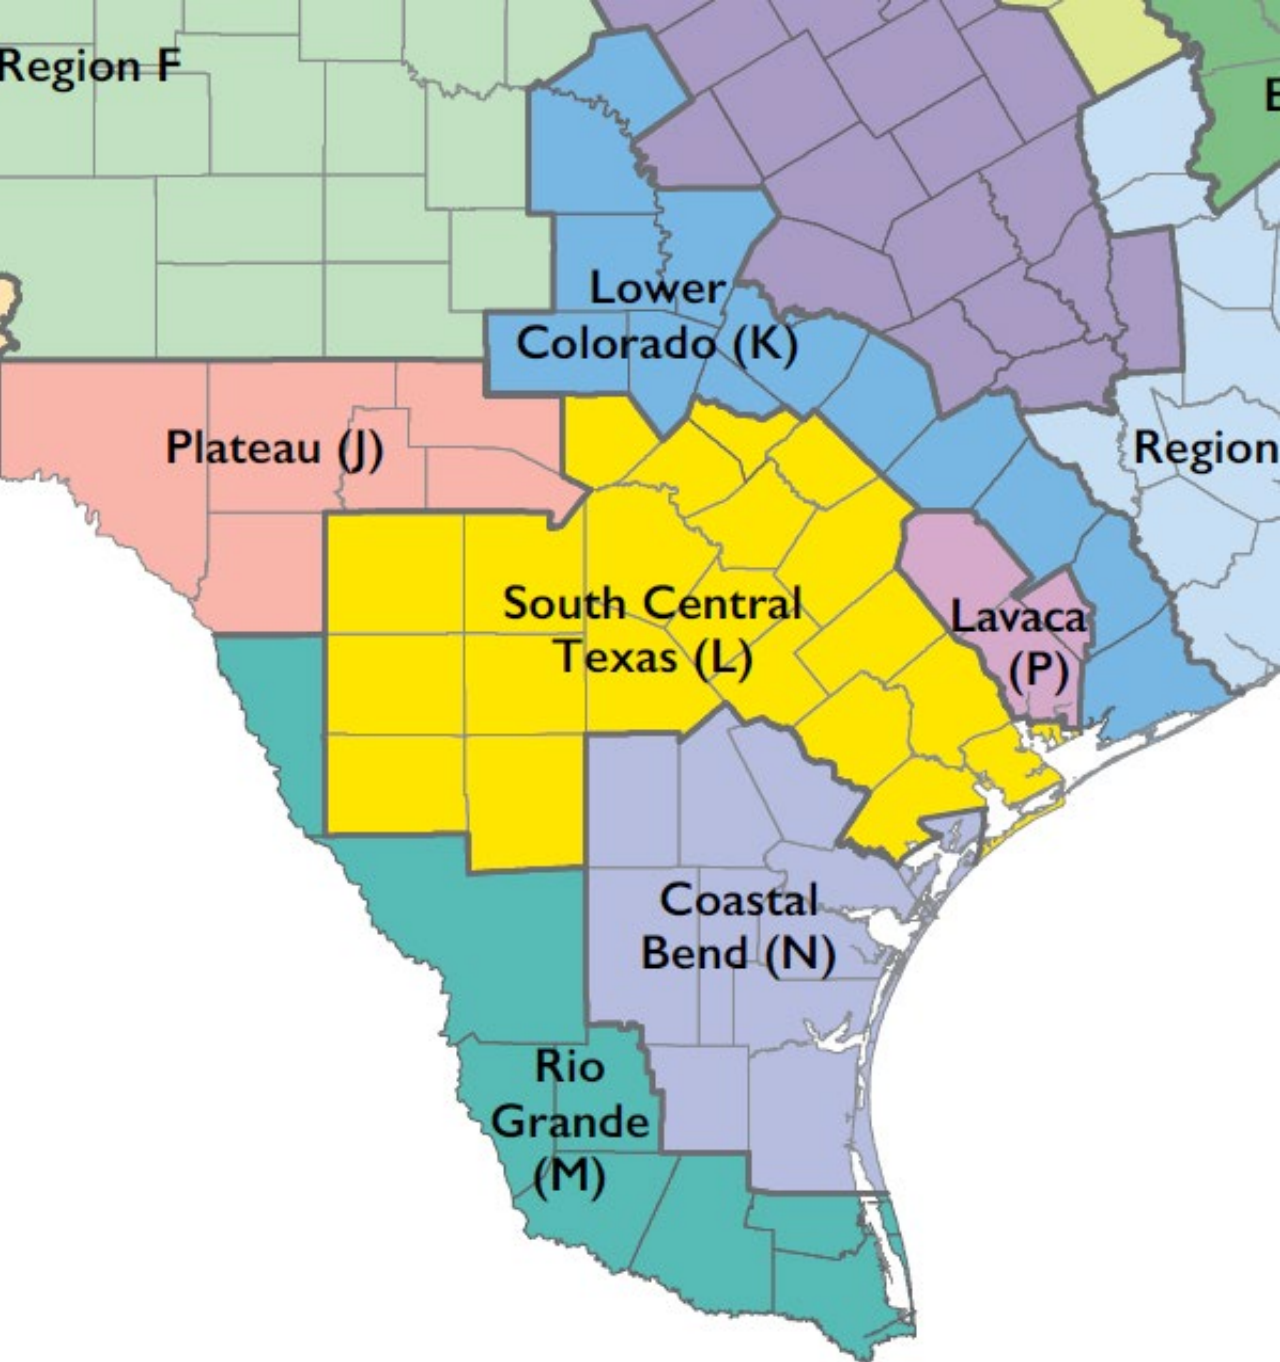 Region F
Lower
Colorado (K)
Plateau (J)
Region
South Central
Texas (L)
Lavaca
(P)
Coastal
Bend (N)
Rio
Grande
(M)